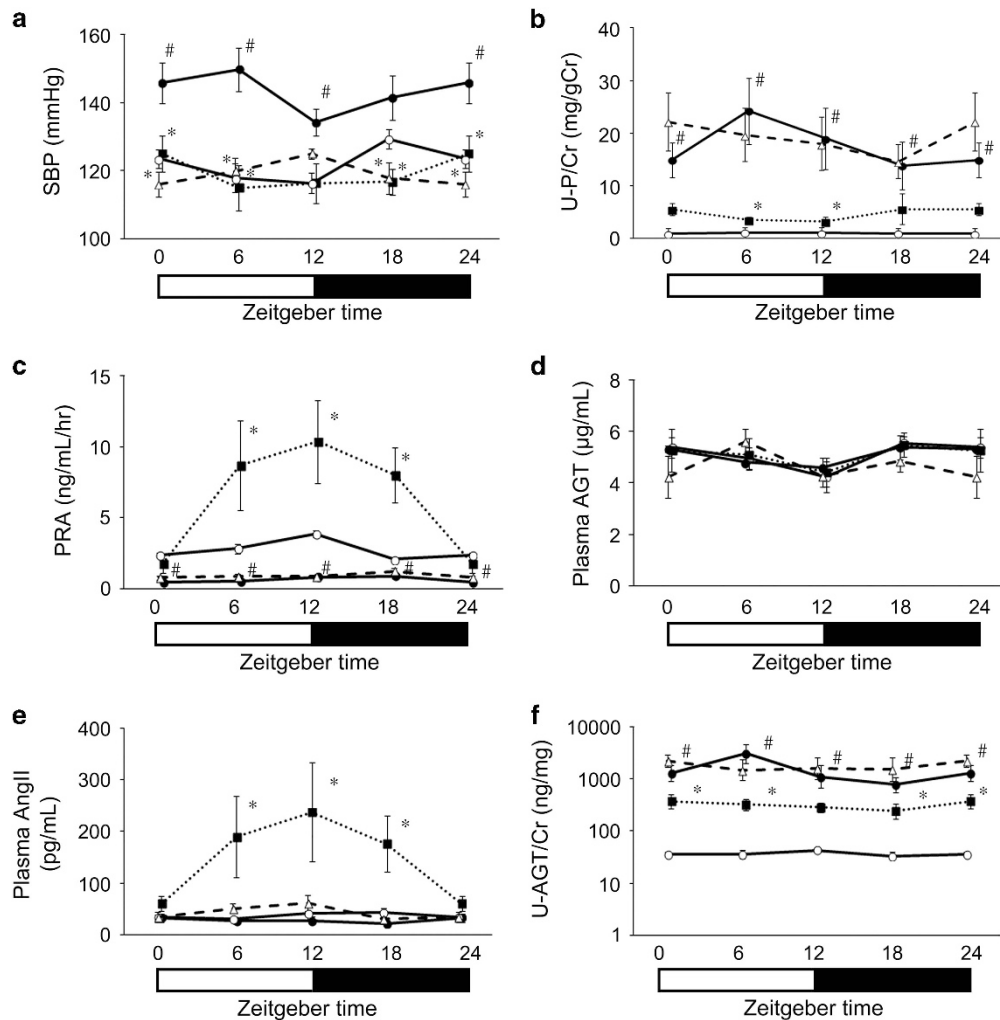 a
SBP (mmHg)
160
140
120
100
# # # #
* * * * * * *
0 6 12 18 24
Zeitgeber time
b
U-P/Cr (mg/gCr)
40
30
20
10
0
# # # # #
* *
0 6 12 18 24
Zeitgeber time
c
PRA (ng/mL/hr)
15
10
5
0
* * *
# # # # #
0 6 12 18 24
Zeitgeber time
d
Plasma AGT (µg/mL)
8
6
4
2
0
0 6 12 18 24
Zeitgeber time
e
Plasma AngII
(pg/mL)
400
300
200
100
0
* * *
0 6 12 18 24
Zeitgeber time
f
U-AGT/Cr (ng/mg)
10000
1000
100
10
1
# # # # #
* * * *
0 6 12 18 24
Zeitgeber time